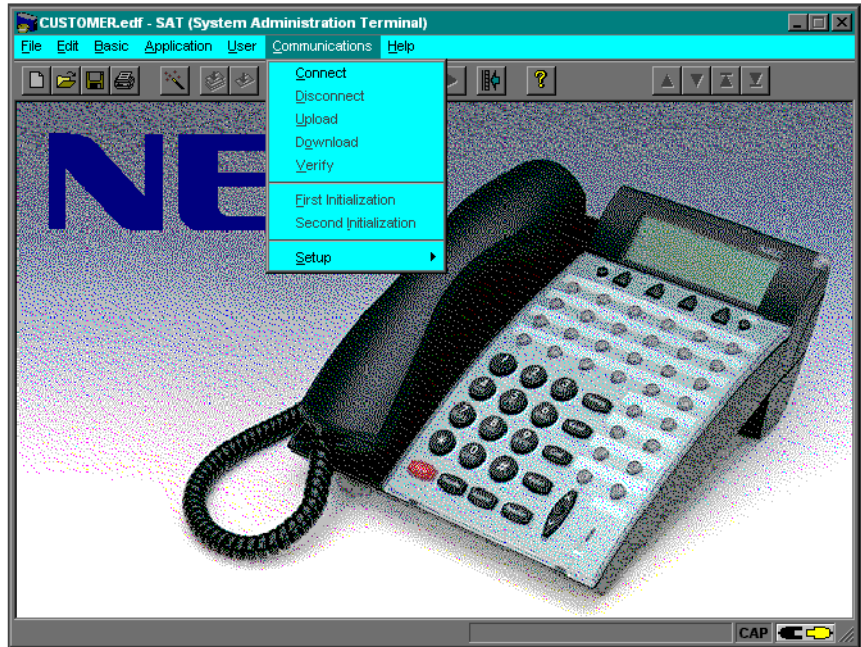 CUSTOMER.edf - SAT (System Administration Terminal)
File Edit Basic Application User Communications Help
Connect
Disconnect
Upload
Download
Verify
First Initialization
Second Initialization
Setup
NE
CAP